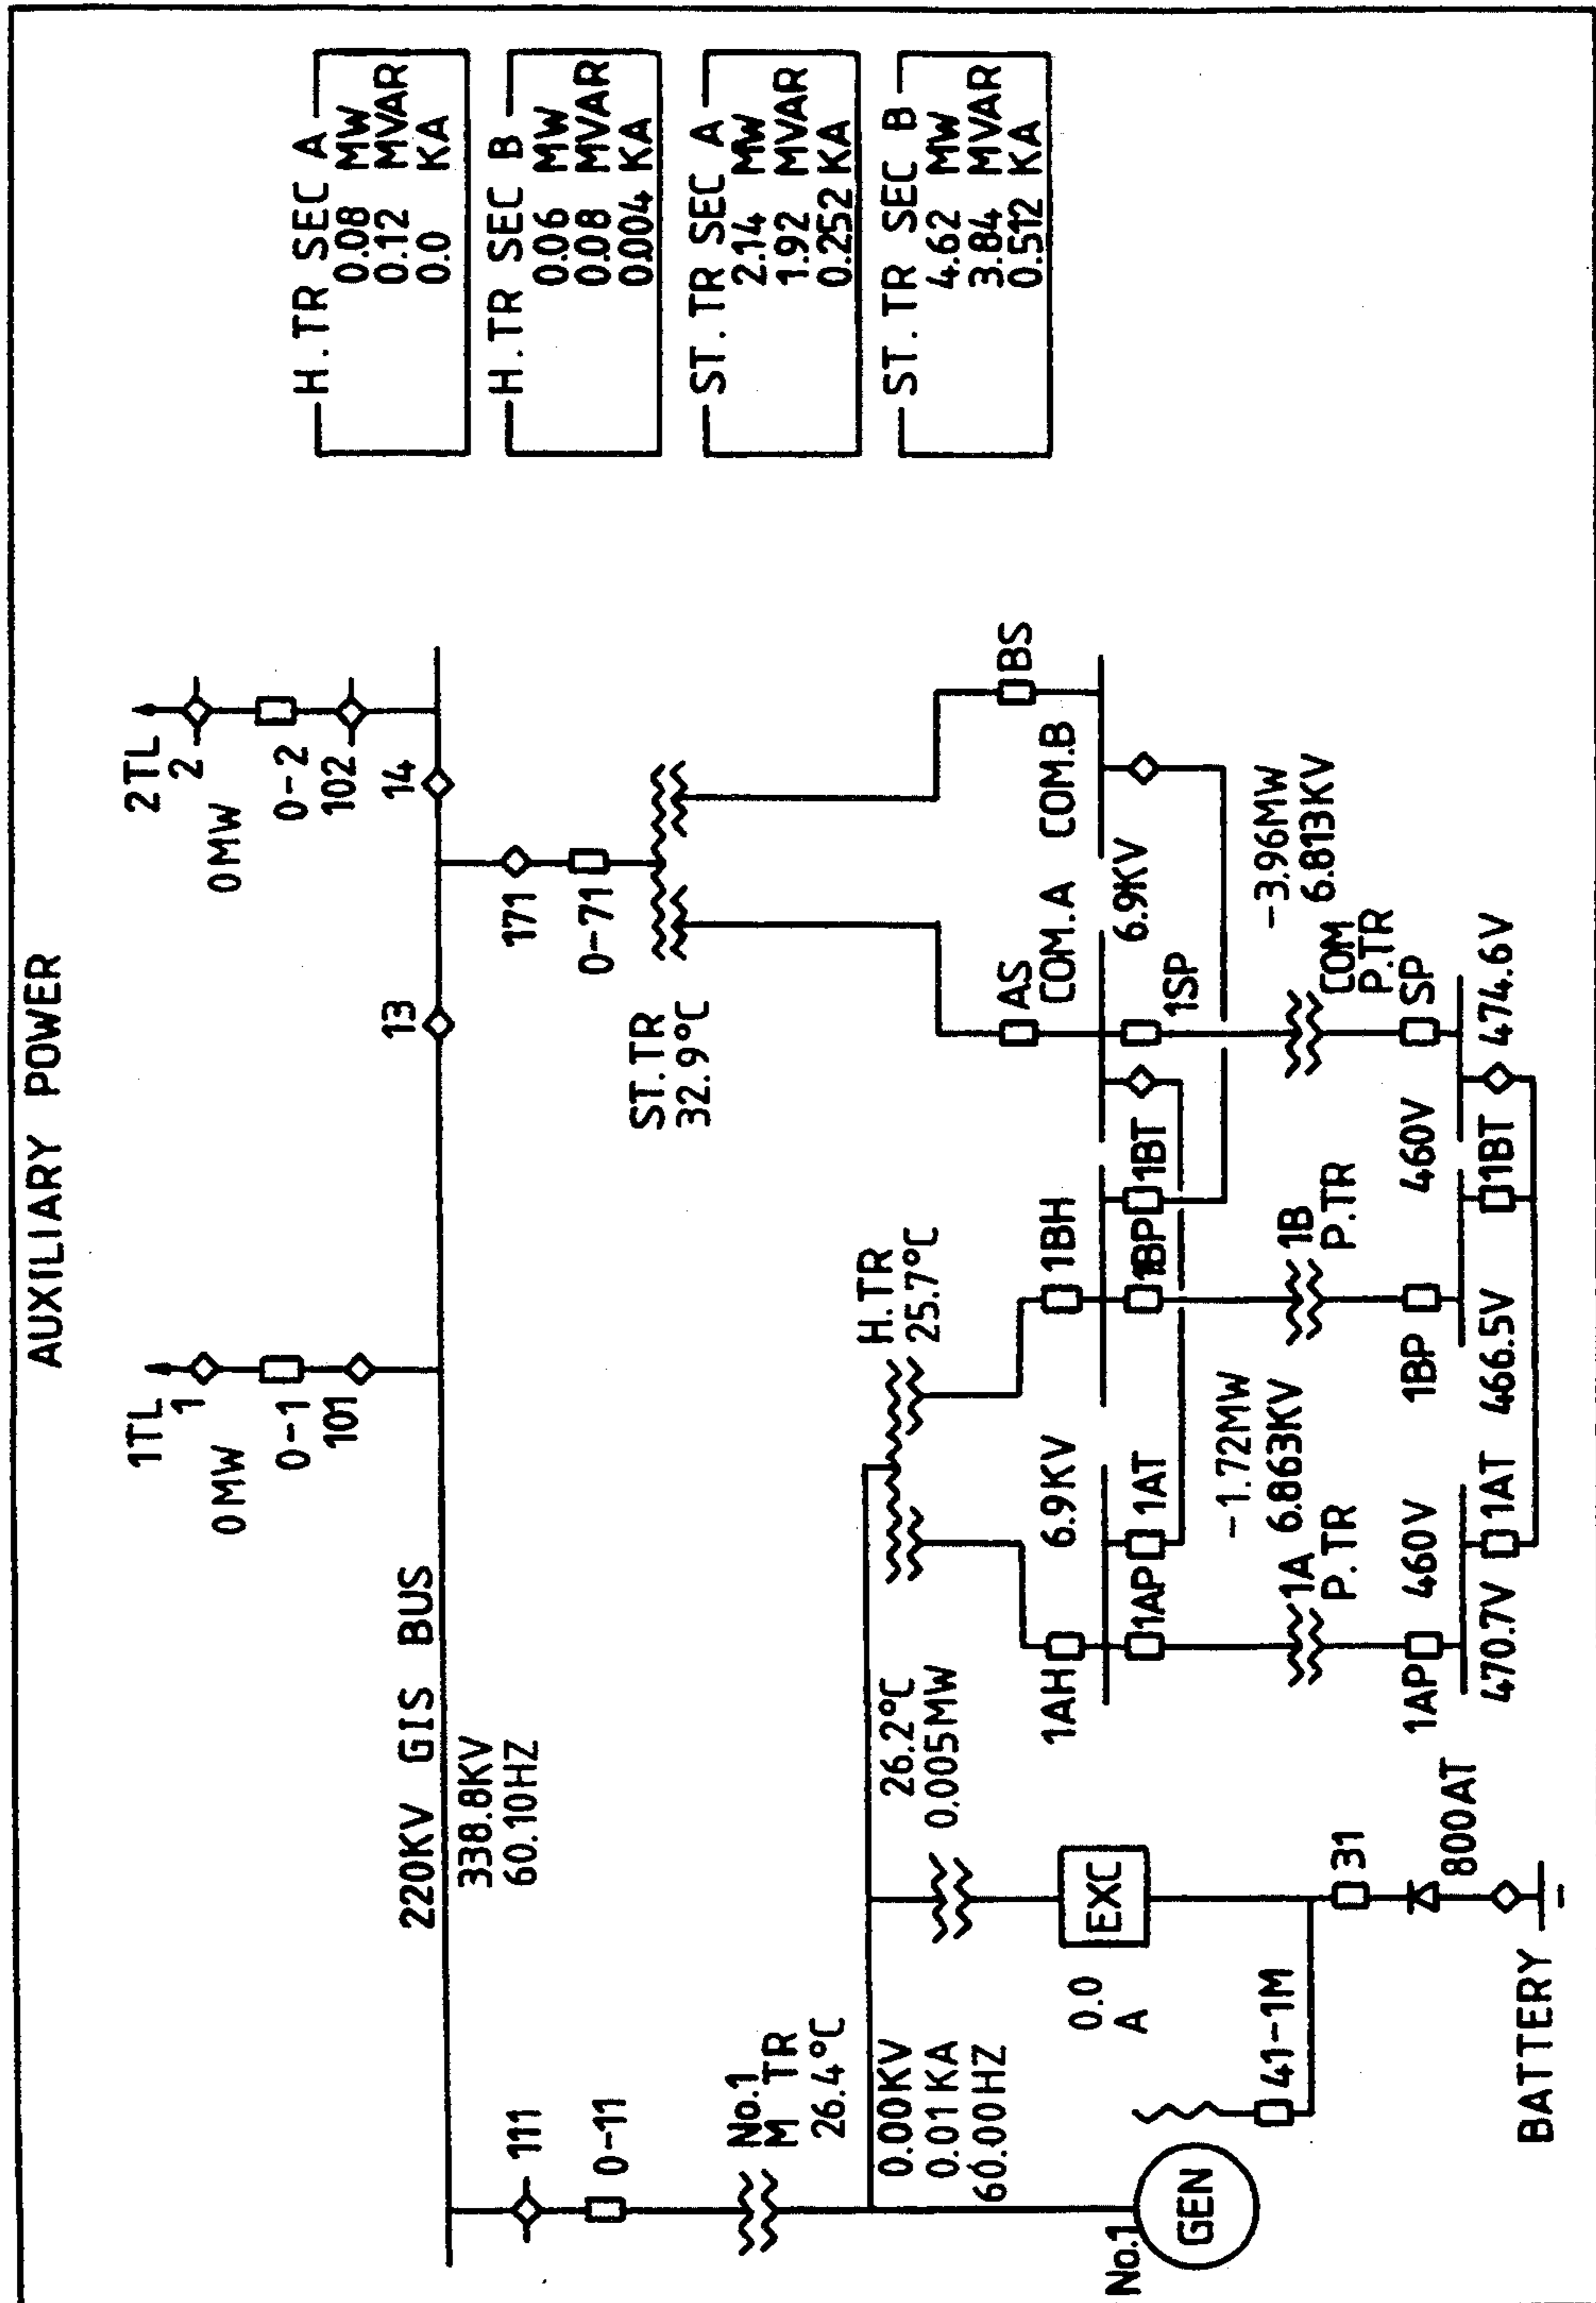 AUXILIARY POWER
1TL
1
0MW
0-1
101
2TL
2
0MW
0-2
102
220KV GIS BUS
338.8KV
60.10HZ
13
14
111
0-11
171
0-71
No.1
M TR
26.4°C
ST.TR
32.9°C
H.TR
25.7°C
26.2°C
0.005MW
0.00KV
0.01KA
60.00HZ
No.1
GEN
EXC
0.0
A
41-1M
31
800AT
BATTERY
1AH
6.9KV
1BH
AS
COM.A
COM.B
BS
6.9KV
1AP
1AT
1BP
1BT
1SP
-1.72MW
6.863KV
-3.96MW
6.813KV
1A
P.TR
1B
P.TR
COM
P.TR
1AP
460V
1BP
460V
SP
470.7V
1AT
466.5V
1BT
474.6V
H.TR SEC A
0.08 MW
0.12 MVAR
0.0 KA
H.TR SEC B
0.06 MW
0.08 MVAR
0.004 KA
ST.TR SEC A
2.14 MW
1.92 MVAR
0.252 KA
ST.TR SEC B
4.62 MW
3.84 MVAR
0.512 KA